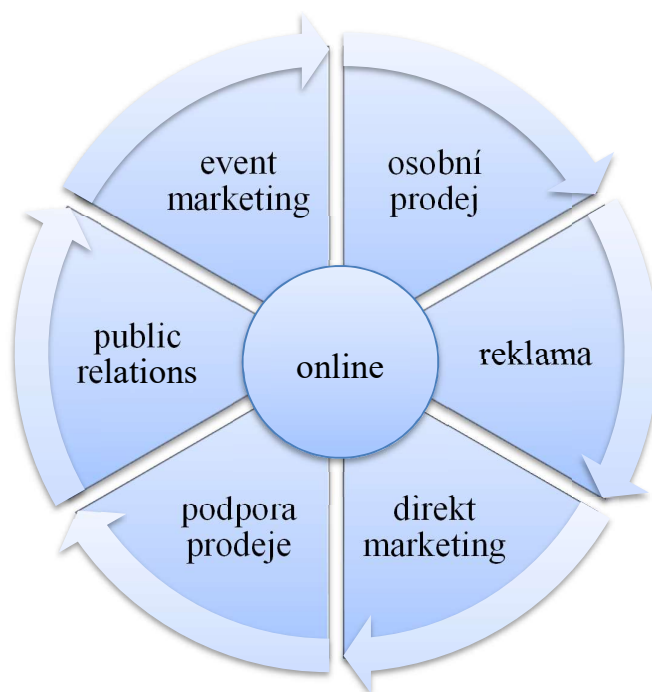 event
marketing
osobní
prodej
public
relations
online
reklama
podpora
prodeje
direkt
marketing